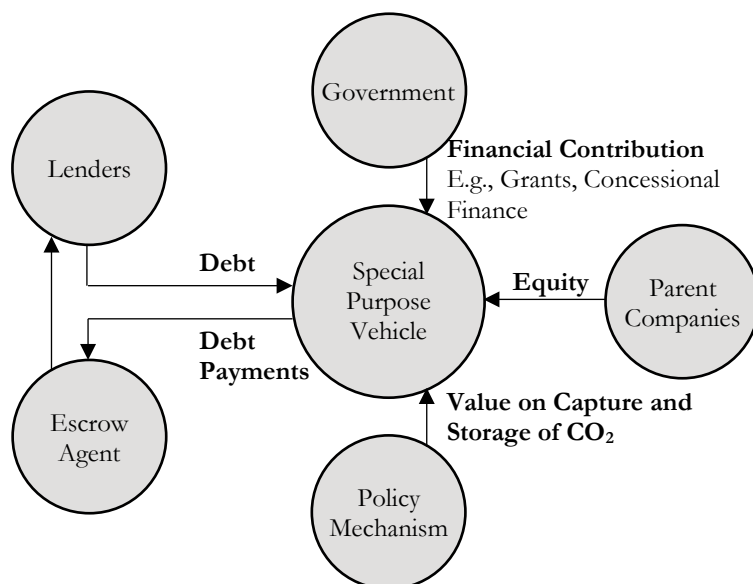 Government
Financial Contribution
E.g., Grants, Concessional
Finance
Lenders
Debt
Special
Purpose
Vehicle
Equity
Parent
Companies
Debt
Payments
Escrow
Agent
Value on Capture and
Storage of CO₂
Policy
Mechanism